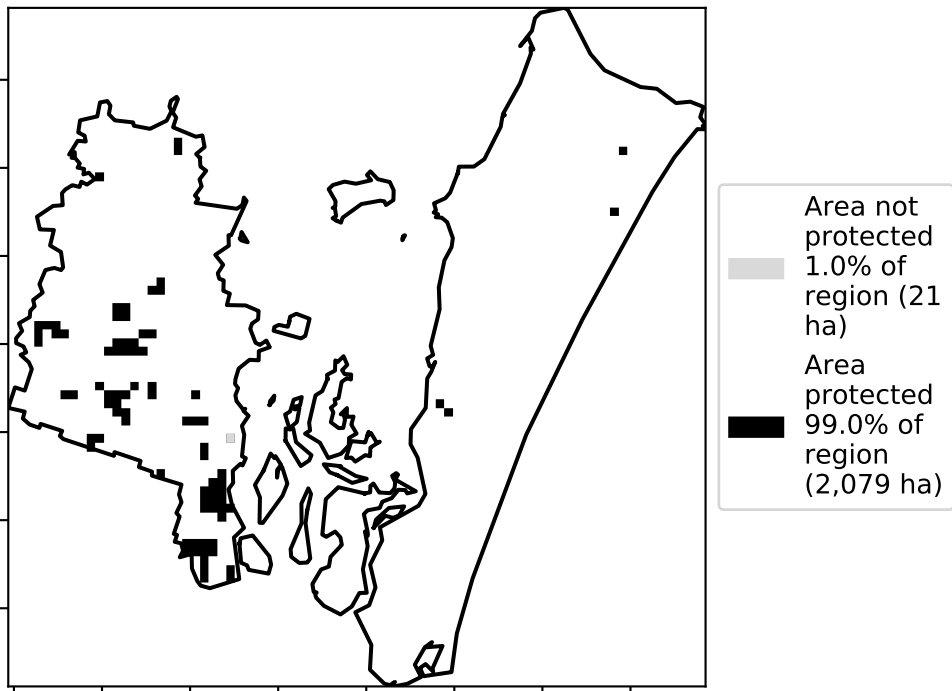 Area not
protected
1.0% of
region (21
ha)
Area
protected
99.0% of
region
(2,079 ha)